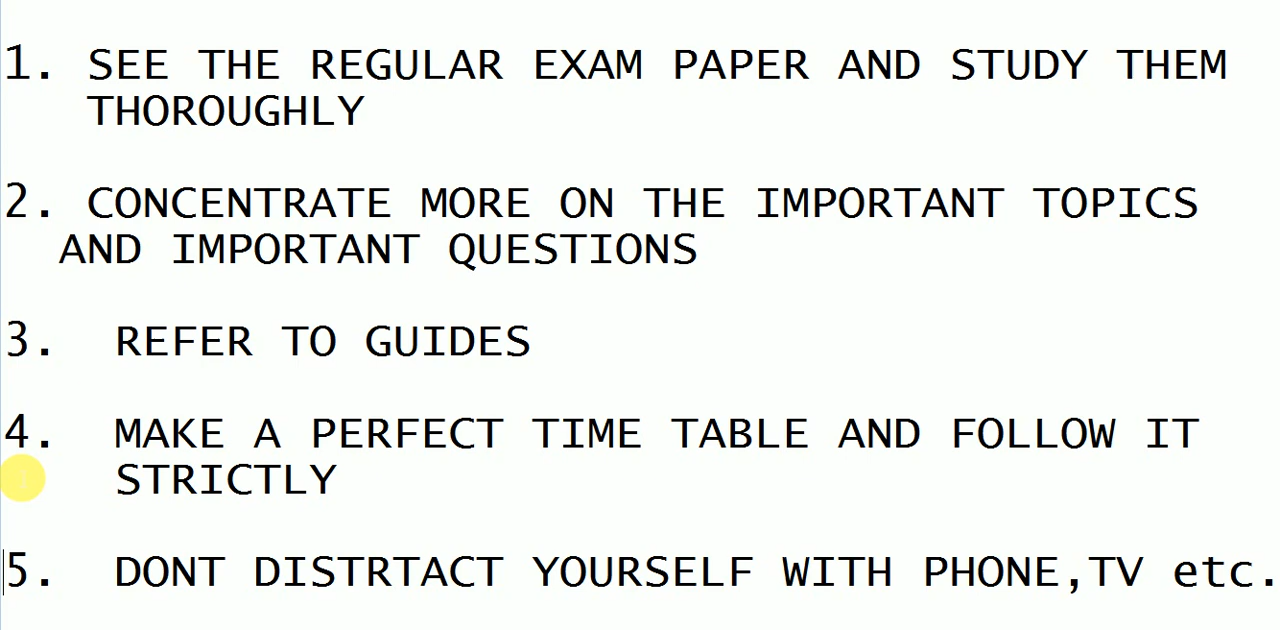 1. SEE THE REGULAR EXAM PAPER AND STUDY THEM
THOROUGHLY
2. CONCENTRATE MORE ON THE IMPORTANT TOPICS
AND IMPORTANT QUESTIONS
3. REFER TO GUIDES
4. MAKE A PERFECT TIME TABLE AND FOLLOW IT
STRICTLY
5. DONT DISTRTACT YOURSELF WITH PHONE,TV etc.